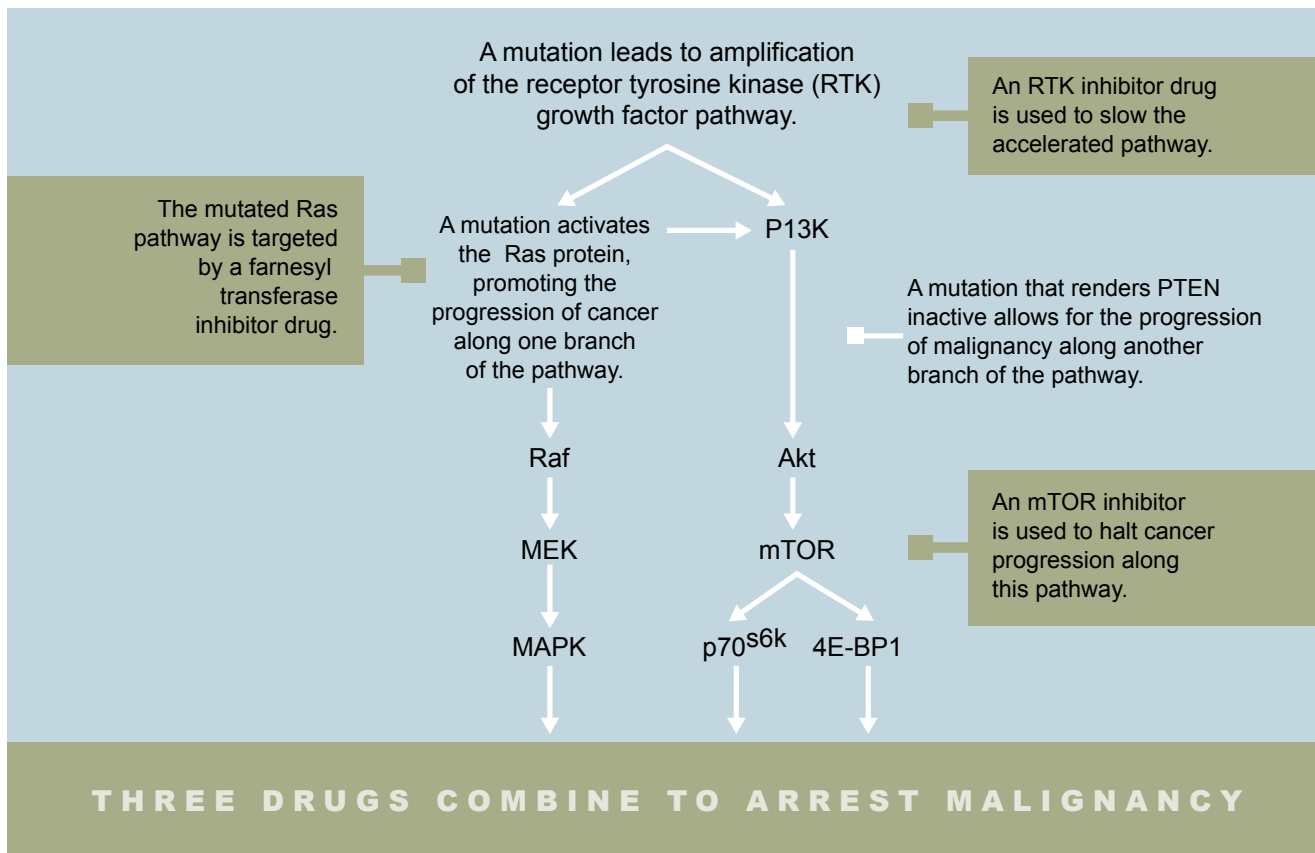 A mutation leads to amplification
of the receptor tyrosine kinase (RTK)
growth factor pathway.
An RTK inhibitor drug
is used to slow the
accelerated pathway.
The mutated Ras
pathway is targeted
by a farnesyl
transferase
inhibitor drug.
A mutation activates
the Ras protein,
promoting the
progression of cancer
along one branch
of the pathway.
P13K
A mutation that renders PTEN
inactive allows for the progression
of malignancy along another
branch of the pathway.
Raf
Akt
An mTOR inhibitor
is used to halt cancer
progression along
this pathway.
MEK
mTOR
MAPK
p70s6k
4E-BP1
THREE DRUGS COMBINE TO ARREST MALIGNANCY